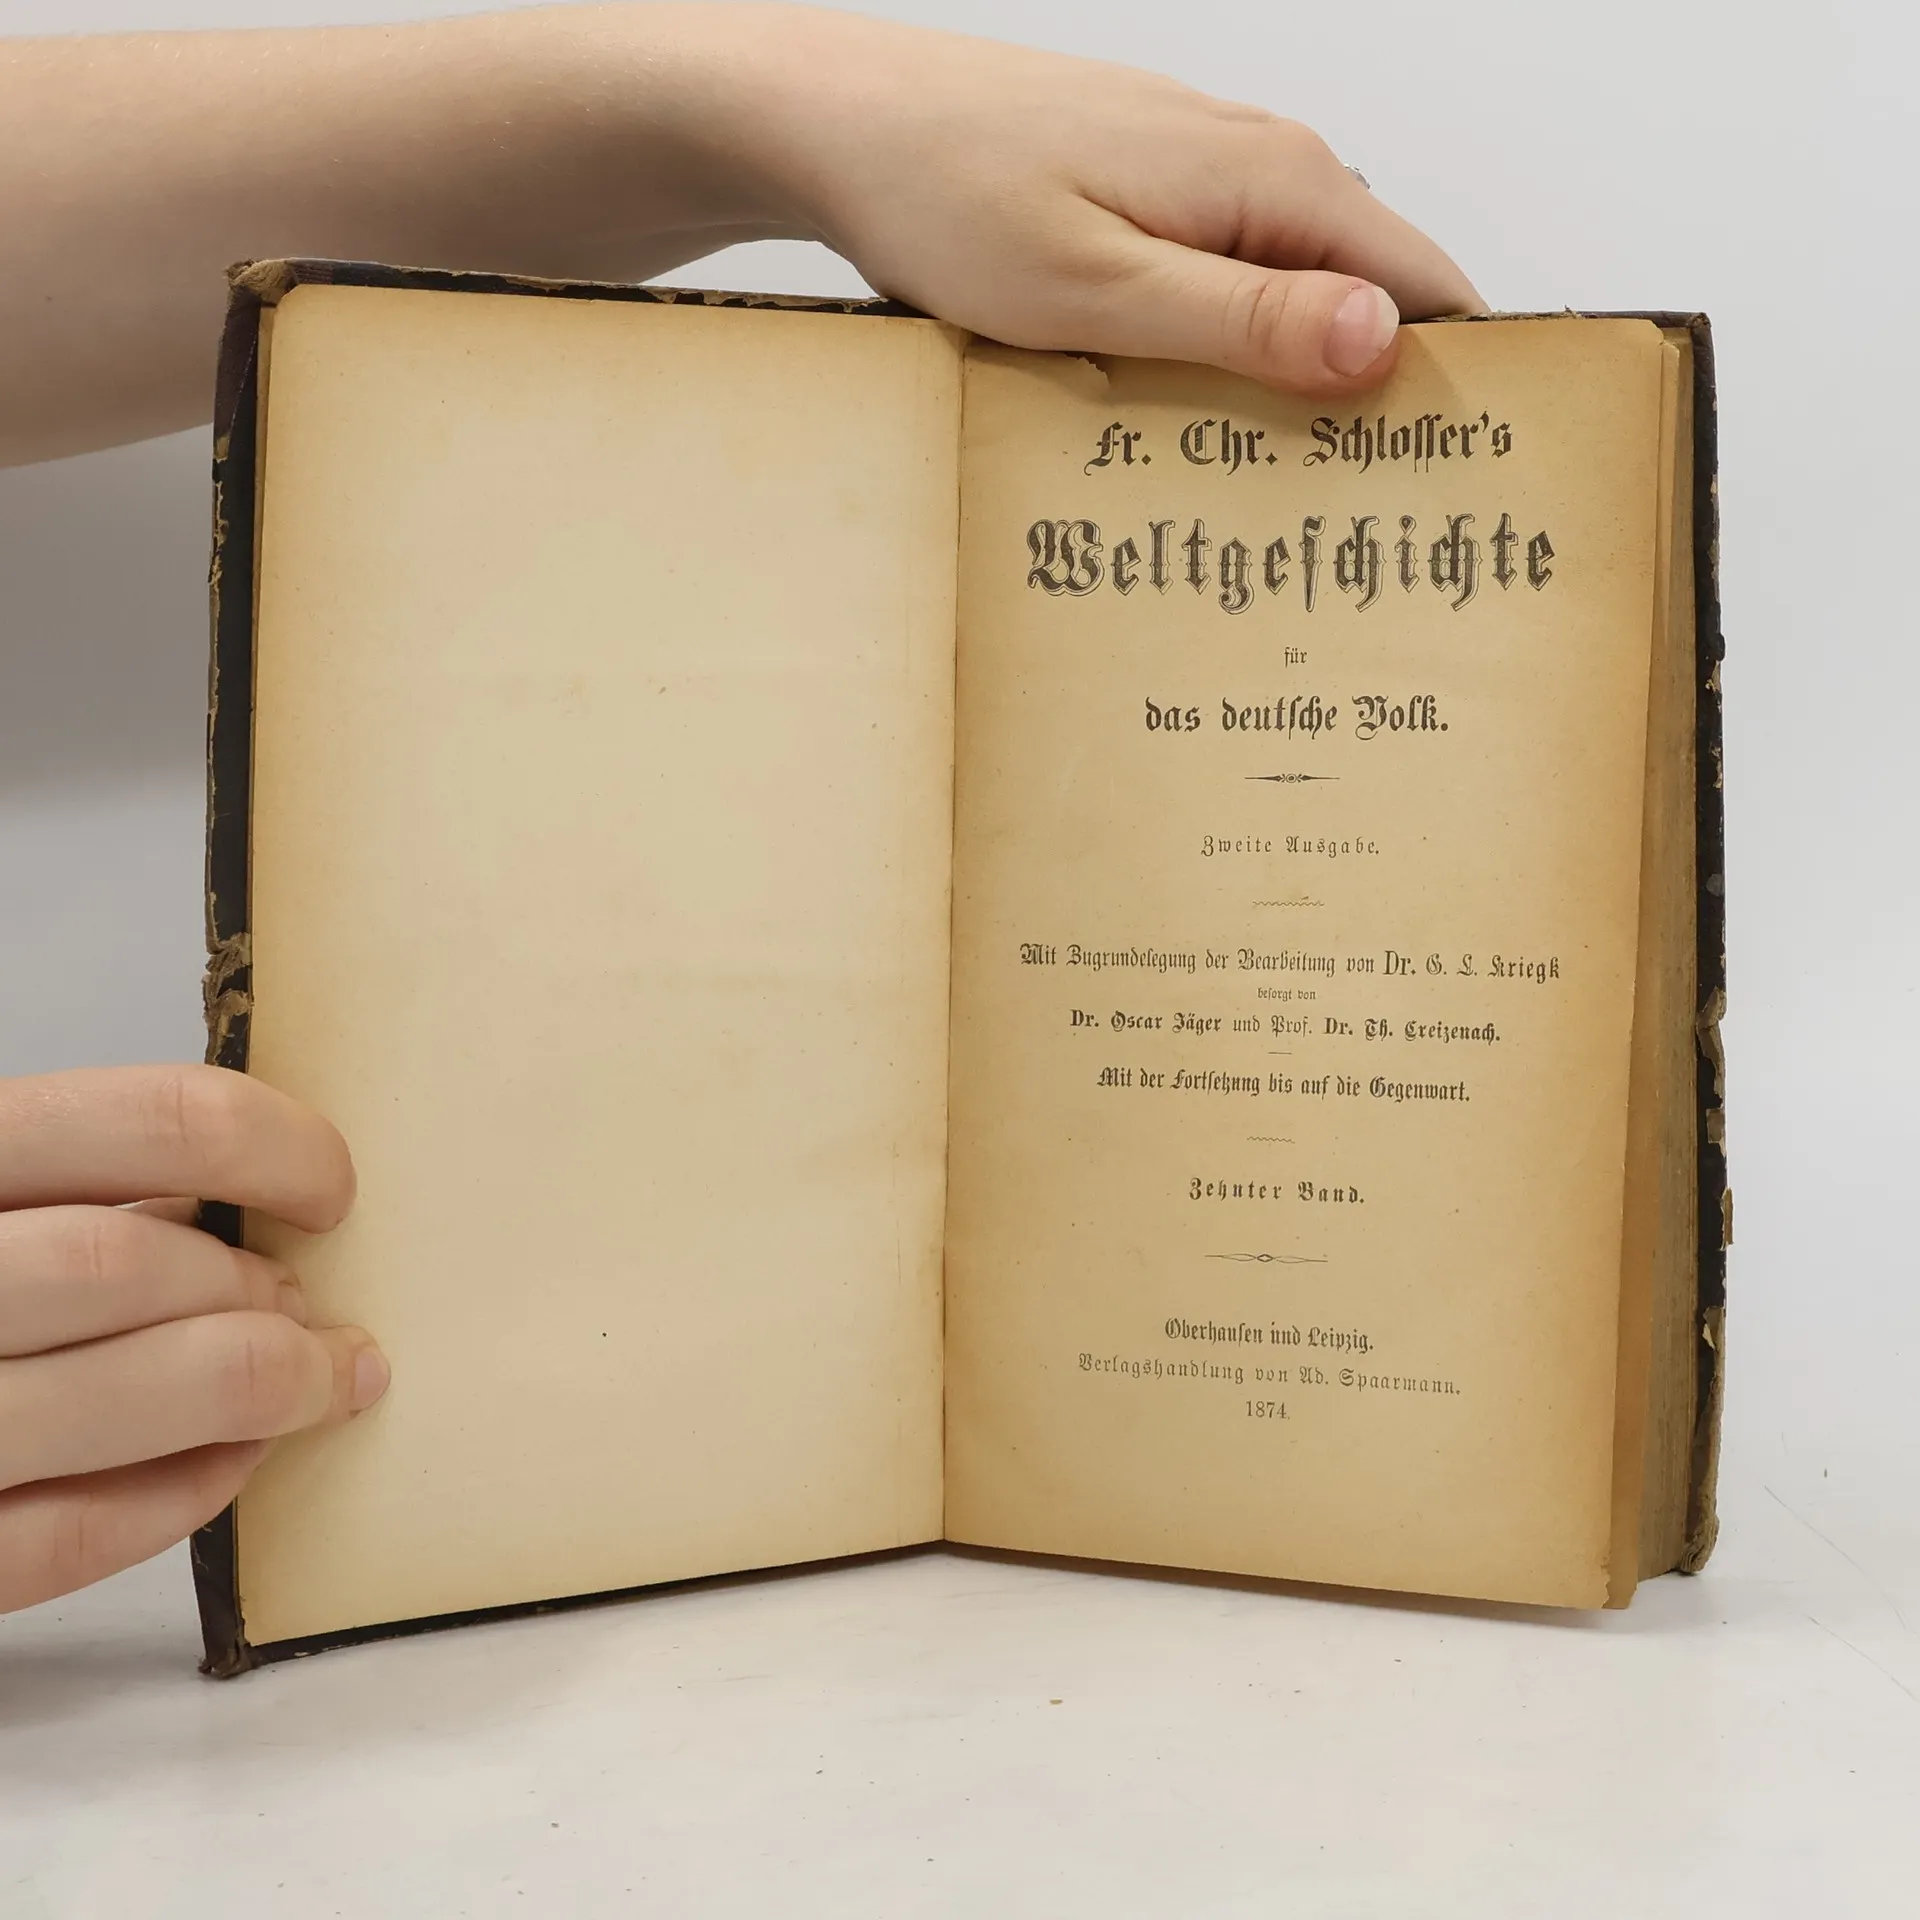 Fr. Chr. Schloſſer's
Weltgeſchichte
für
das deutſche Volk.
Zweite Ausgabe.
Mit Zugrundelegung der Bearbeitung von Dr. G. L. Kriegk
beſorgt von
Dr. Oscar Jäger und Prof. Dr. Th. Creizenach.
Mit der Fortſetzung bis auf die Gegenwart.
Zehnter Band.
Oberhauſen und Leipzig.
Verlagshandlung von Ad. Spaarmann.
1874.